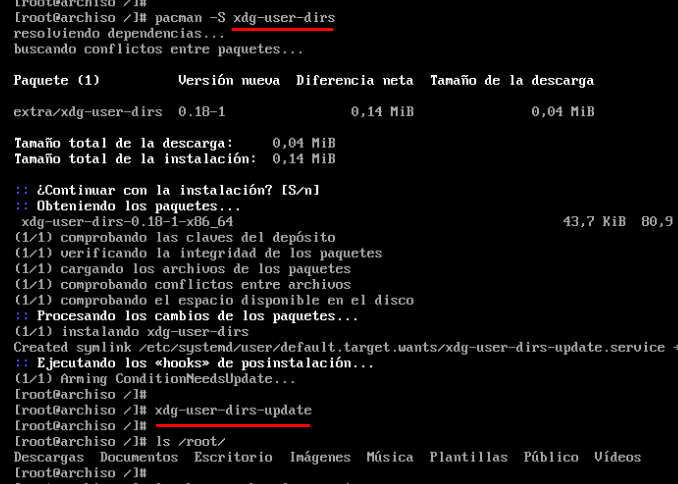 [root@archiso /]#
[root@archiso /]# pacman -S xdg-user-dirs
resolviendo dependencias...
buscando conflictos entre paquetes...
Paquete (1)          Versión nueva  Diferencia neta  Tamaño de la descarga
extra/xdg-user-dirs  0.18-1                0,14 MiB               0,04 MiB
Tamaño total de la descarga:     0,04 MiB
Tamaño total de la instalación:  0,14 MiB
:: ¿Continuar con la instalación? [S/n]
:: Obteniendo los paquetes...
 xdg-user-dirs-0.18-1-x86_64                                          43,7 KiB  80,9
(1/1) comprobando las claves del depósito
(1/1) verificando la integridad de los paquetes
(1/1) cargando los archivos de los paquetes
(1/1) comprobando conflictos entre archivos
(1/1) comprobando el espacio disponible en el disco
:: Procesando los cambios de los paquetes...
(1/1) instalando xdg-user-dirs
Created symlink /etc/systemd/user/default.target.wants/xdg-user-dirs-update.service
:: Ejecutando los «hooks» de posinstalación...
(1/1) Arming ConditionNeedsUpdate...
[root@archiso /]#
[root@archiso /]# xdg-user-dirs-update
[root@archiso /]#
[root@archiso /]# ls /root/
Descargas  Documentos  Escritorio  Imágenes  Música  Plantillas  Público  Vídeos
[root@archiso /]#